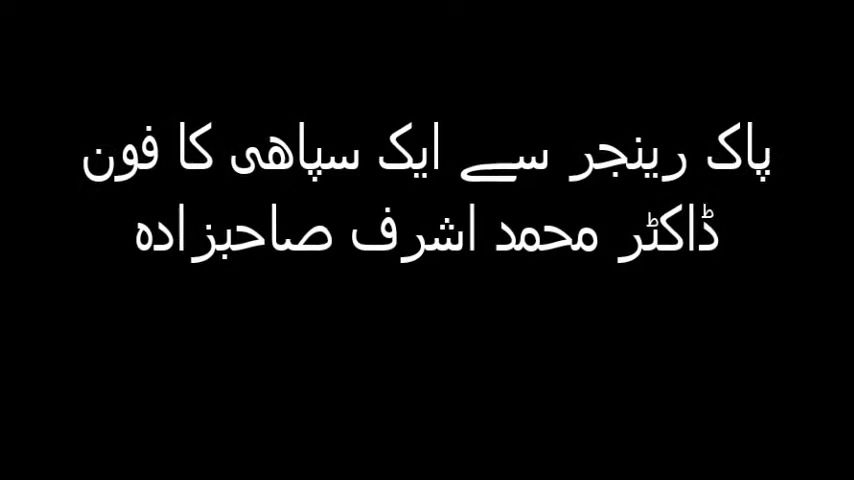 پاک رینجر سے ایک سپاھی کا فون
ڈاکٹر محمد اشرف صاحبزادہ